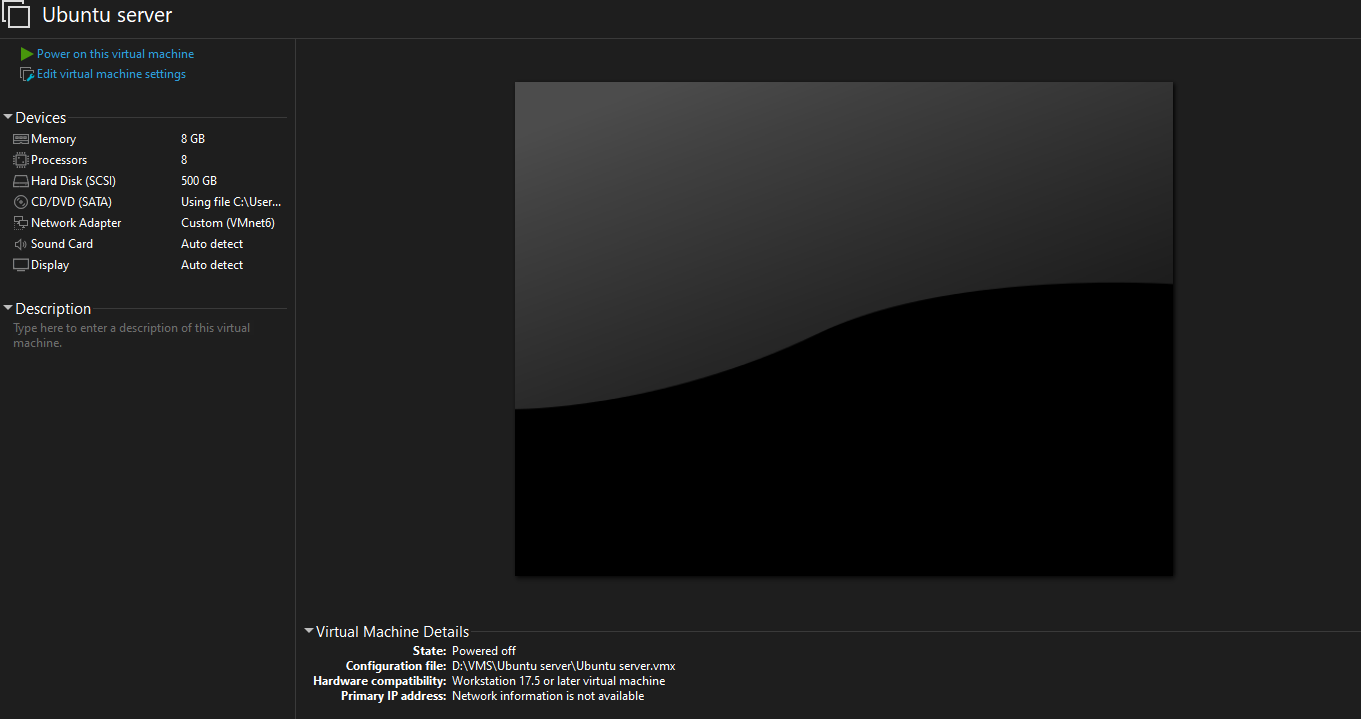 Ubuntu server
Power on this virtual machine
Edit virtual machine settings
Devices
Memory 8 GB
Processors 8
Hard Disk (SCSI) 500 GB
CD/DVD (SATA) Using file C:\User...
Network Adapter Custom (VMnet6)
Sound Card Auto detect
Display Auto detect
Description
Type here to enter a description of this virtual
machine.
Virtual Machine Details
State: Powered off
Configuration file: D:\VMS\Ubuntu server\Ubuntu server.vmx
Hardware compatibility: Workstation 17.5 or later virtual machine
Primary IP address: Network information is not available